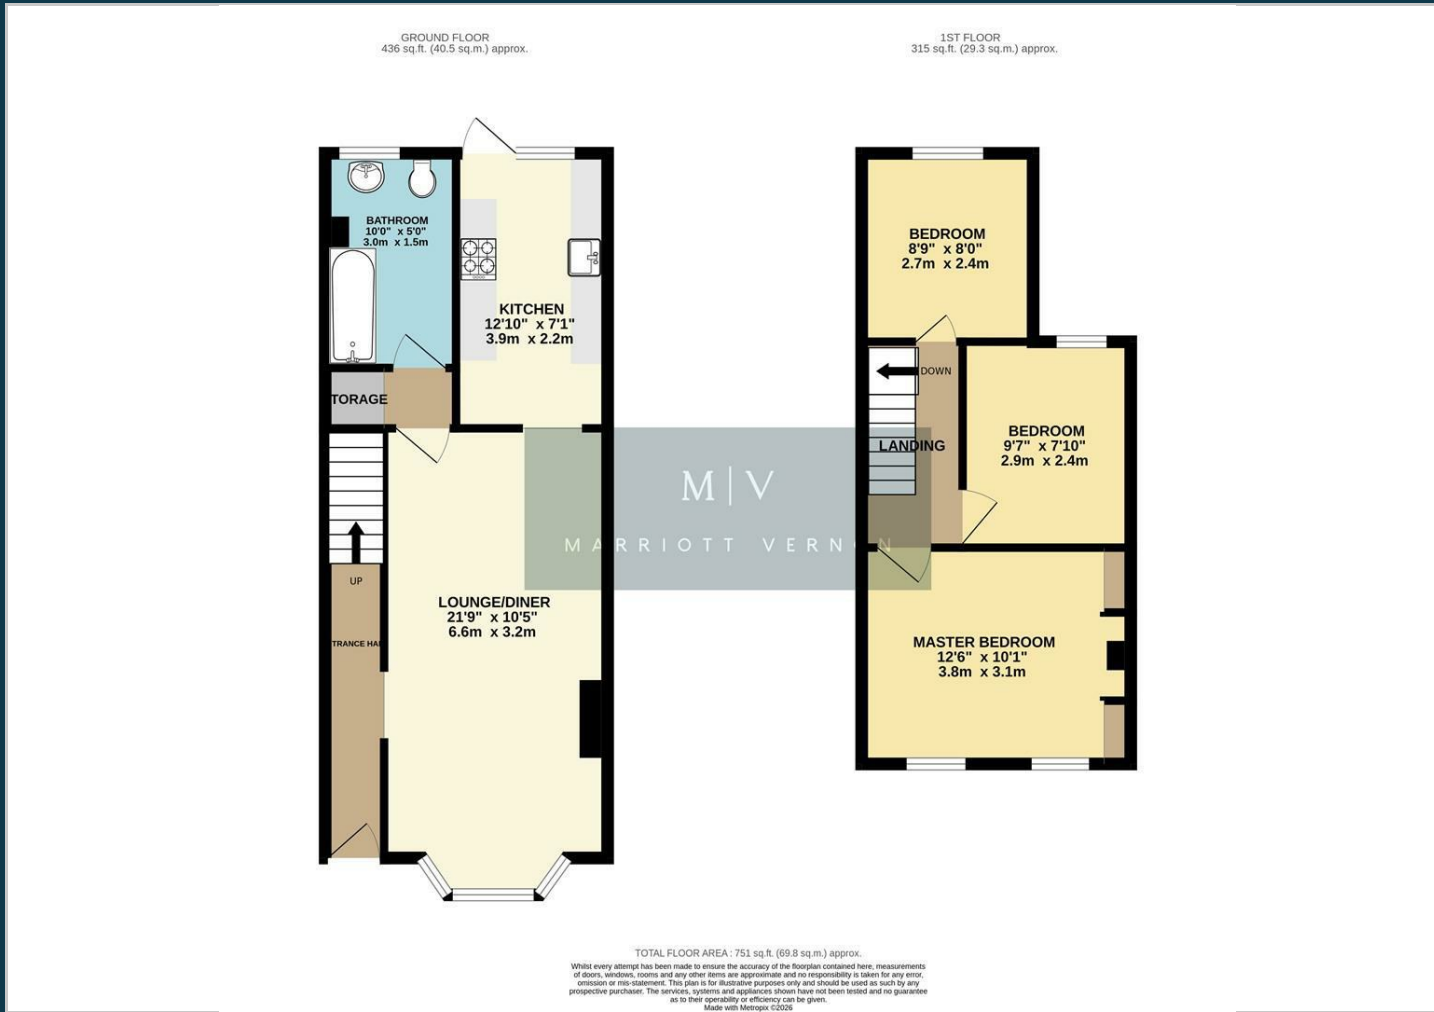 GROUND FLOOR
436 sq.ft. (40.5 sq.m.) approx.
1ST FLOOR
315 sq.ft. (29.3 sq.m.) approx.
BATHROOM
10'0" x 5'0"
3.0m x 1.5m
KITCHEN
12'10" x 7'1"
3.9m x 2.2m
TORAGE
UP
TRANCE HA
LOUNGE/DINER
21'9" x 10'5"
6.6m x 3.2m
BEDROOM
8'9" x 8'0"
2.7m x 2.4m
DOWN
LANDING
BEDROOM
9'7" x 7'10"
2.9m x 2.4m
MASTER BEDROOM
12'6" x 10'1"
3.8m x 3.1m
M|V
MARRIOTT VERNON
TOTAL FLOOR AREA : 751 sq.ft. (69.8 sq.m.) approx.
Whilst every attempt has been made to ensure the accuracy of the floorplan contained here, measurements
of doors, windows, rooms and any other items are approximate and no responsibility is taken for any error,
omission or mis-statement. This plan is for illustrative purposes only and should be used as such by any
prospective purchaser. The services, systems and appliances shown have not been tested and no guarantee
as to their operability or efficiency can be given.
Made with Metropix ©2026